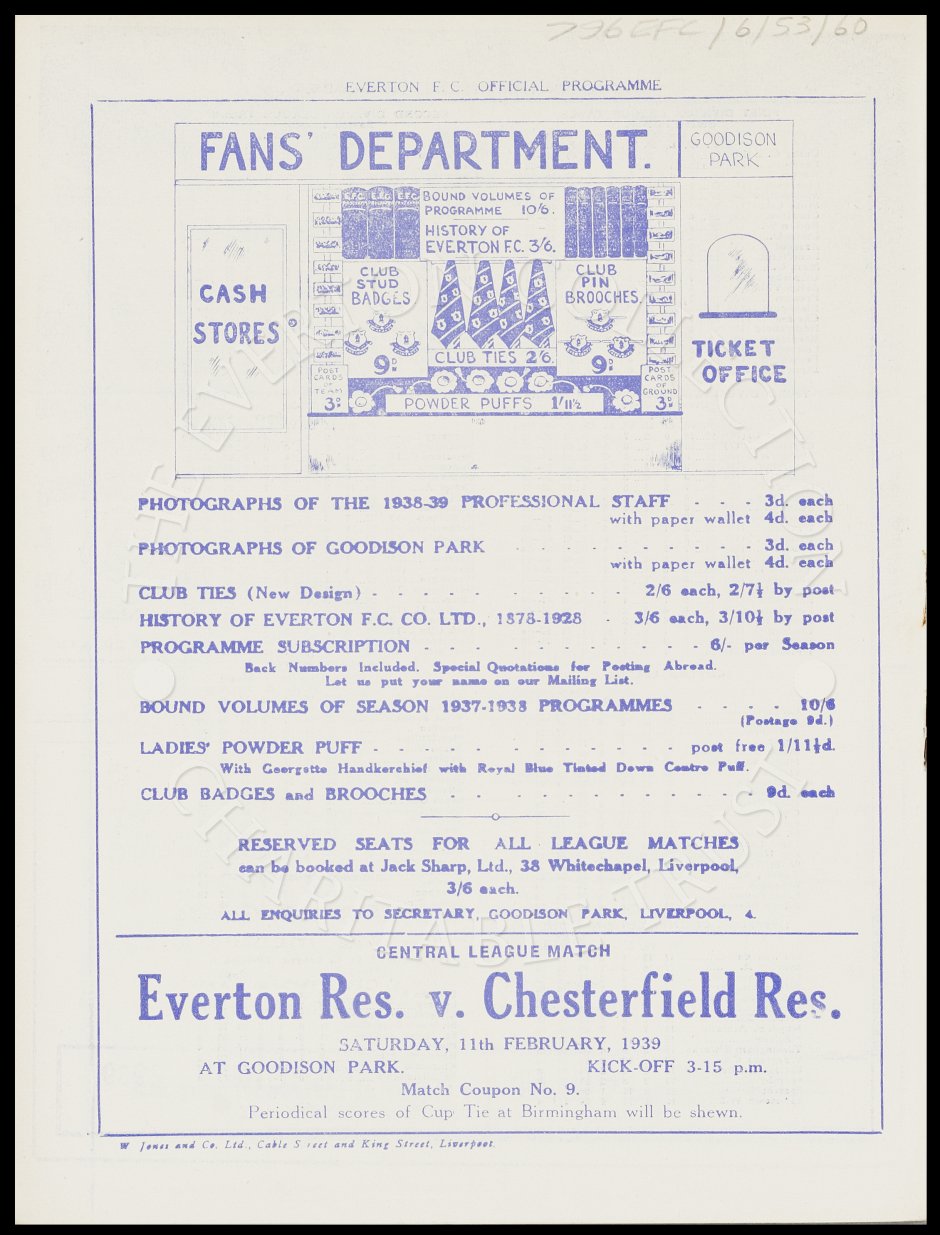 796EFC/6/53/60
EVERTON F. C. OFFICIAL PROGRAMME
FANS' DEPARTMENT.
GOODISON
PARK
BOUND VOLUMES OF
PROGRAMME 10/6.
HISTORY OF
EVERTON F.C. 3/6.
CASH
STORES
CLUB
STUD
BADGES
9D.
CLUB TIES 2/6.
CLUB
PIN
BROOCHES.
9D.
POST
CARDS
OF
TEAM
3D.
POWDER PUFFS 1/11½
POST
CARDS
OF
GROUND
3D.
TICKET
OFFICE
PHOTOGRAPHS OF THE 1938-39 PROFESSIONAL STAFF - - - 3d. each
with paper wallet 4d. each
PHOTOGRAPHS OF GOODISON PARK - - - - - - - - - - 3d. each
with paper wallet 4d. each
CLUB TIES (New Design) - - - - - - - - - - - 2/6 each, 2/7½ by post
HISTORY OF EVERTON F.C. CO. LTD., 1878-1928 - 3/6 each, 3/10½ by post
PROGRAMME SUBSCRIPTION - - - - - - - - - - - - 6/- per Season
Back Numbers Included. Special Quotations for Posting Abroad.
Let us put your name on our Mailing List.
BOUND VOLUMES OF SEASON 1937-1938 PROGRAMMES - - - - 10/6
(Postage 9d.)
LADIES' POWDER PUFF - - - - - - - - - - - - - post free 1/11½d.
With Georgette Handkerchief with Royal Blue Tinted Down Centre Puff.
CLUB BADGES and BROOCHES - - - - - - - - - - - - - 9d. each
RESERVED SEATS FOR ALL LEAGUE MATCHES
can be booked at Jack Sharp, Ltd., 38 Whitechapel, Liverpool,
3/6 each.
ALL ENQUIRIES TO SECRETARY, GOODISON PARK, LIVERPOOL, 4.
CENTRAL LEAGUE MATCH
Everton Res. v. Chesterfield Res.
SATURDAY, 11th FEBRUARY, 1939
AT GOODISON PARK. KICK-OFF 3-15 p.m.
Match Coupon No. 9.
Periodical scores of Cup Tie at Birmingham will be shewn.
W Jones and Co. Ltd., Cable S reet and King Street, Liverpool.
THE EVERTON COLLECTION
CHARITABLE TRUST